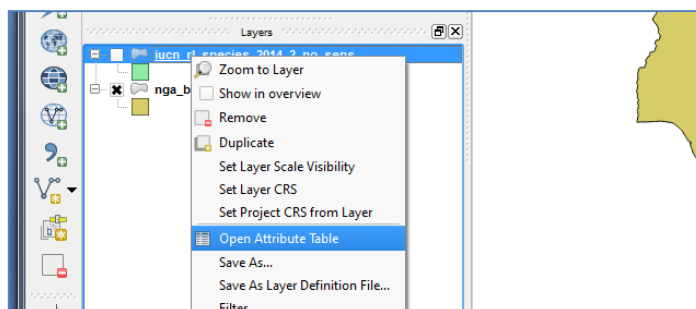 Layers
iucn_rl_species_2014_2_no_sens
nga_b
Zoom to Layer
Show in overview
Remove
Duplicate
Set Layer Scale Visibility
Set Layer CRS
Set Project CRS from Layer
Open Attribute Table
Save As...
Save As Layer Definition File...
Filter